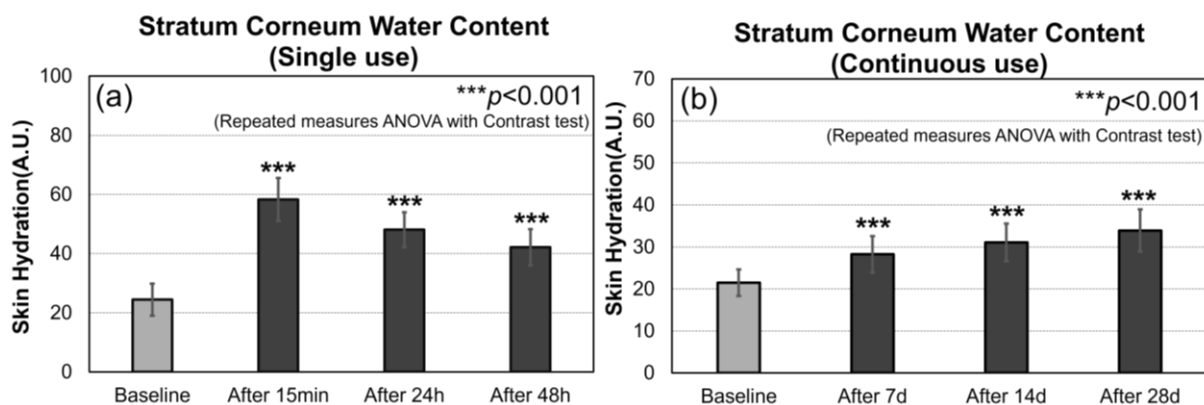 Stratum Corneum Water Content
(Single use)
(a)
***p<0.001
(Repeated measures ANOVA with Contrast test)
Skin Hydration(A.U.)
100
80
60
40
20
0
***
***
***
Baseline
After 15min
After 24h
After 48h
Stratum Corneum Water Content
(Continuous use)
(b)
***p<0.001
(Repeated measures ANOVA with Contrast test)
Skin Hydration(A.U.)
70
60
50
40
30
20
10
0
***
***
***
Baseline
After 7d
After 14d
After 28d